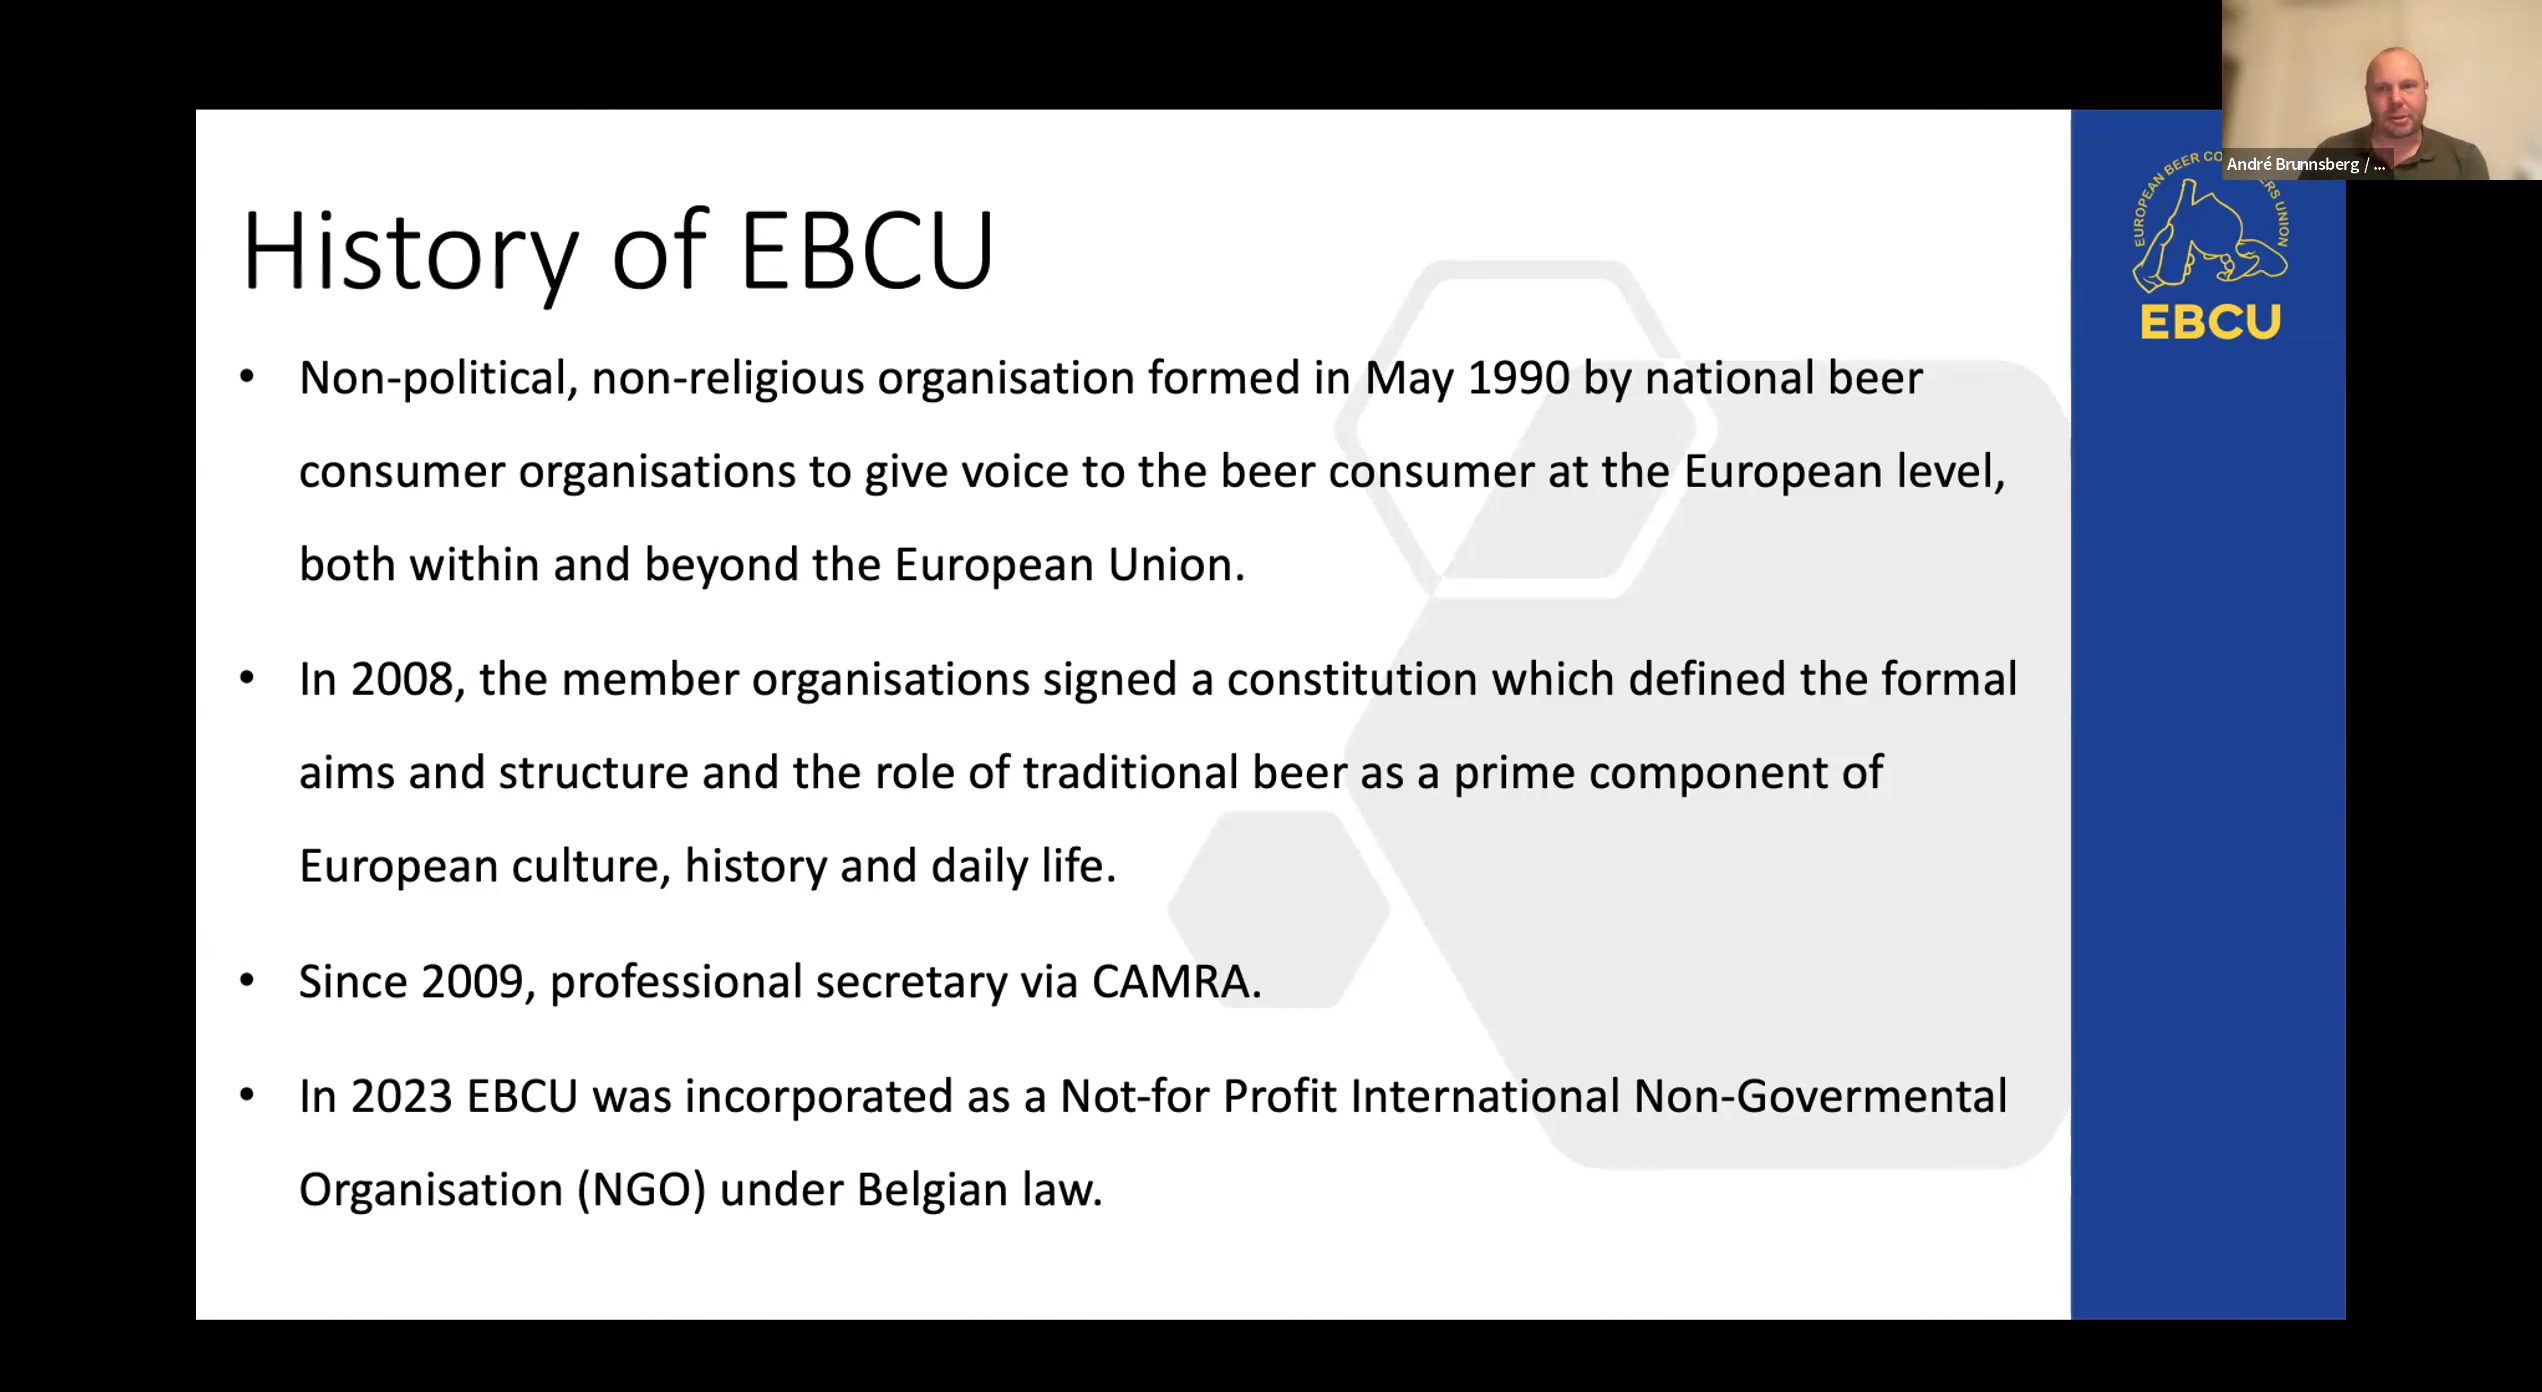 André Brunnsberg / ...
EUROPEAN BEER CO
ERS UNION
EBCU
History of EBCU
• Non-political, non-religious organisation formed in May 1990 by national beer
consumer organisations to give voice to the beer consumer at the European level,
both within and beyond the European Union.
• In 2008, the member organisations signed a constitution which defined the formal
aims and structure and the role of traditional beer as a prime component of
European culture, history and daily life.
• Since 2009, professional secretary via CAMRA.
• In 2023 EBCU was incorporated as a Not-for Profit International Non-Govermental
Organisation (NGO) under Belgian law.